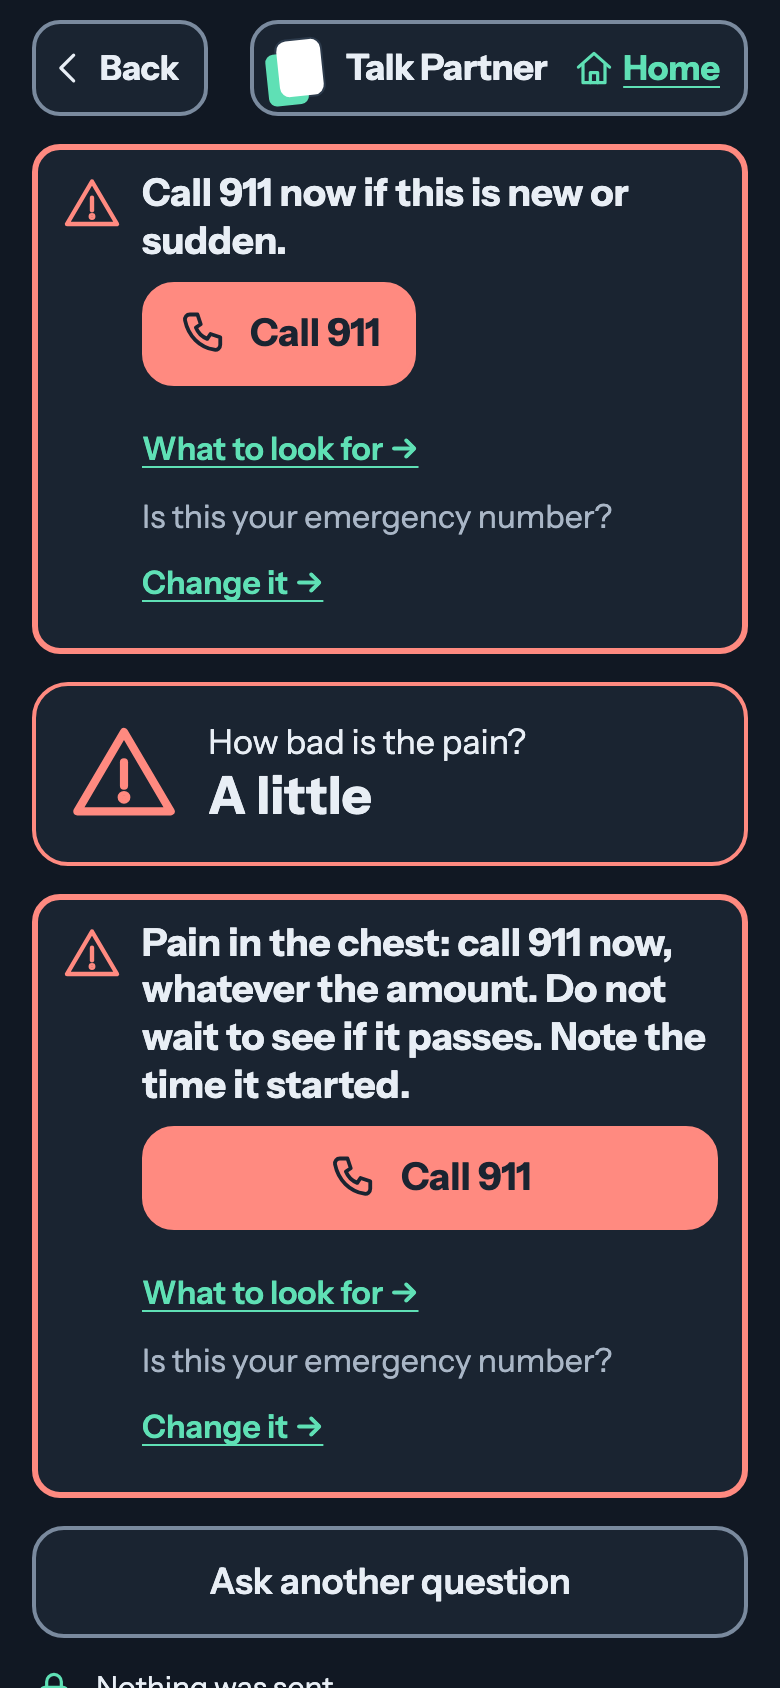 Back
Talk Partner
Home
Call 911 now if this is new or
sudden.
Call 911
What to look for →
Is this your emergency number?
Change it →
How bad is the pain?
A little
Pain in the chest: call 911 now,
whatever the amount. Do not
wait to see if it passes. Note the
time it started.
Call 911
What to look for →
Is this your emergency number?
Change it →
Ask another question
Nothing was sent